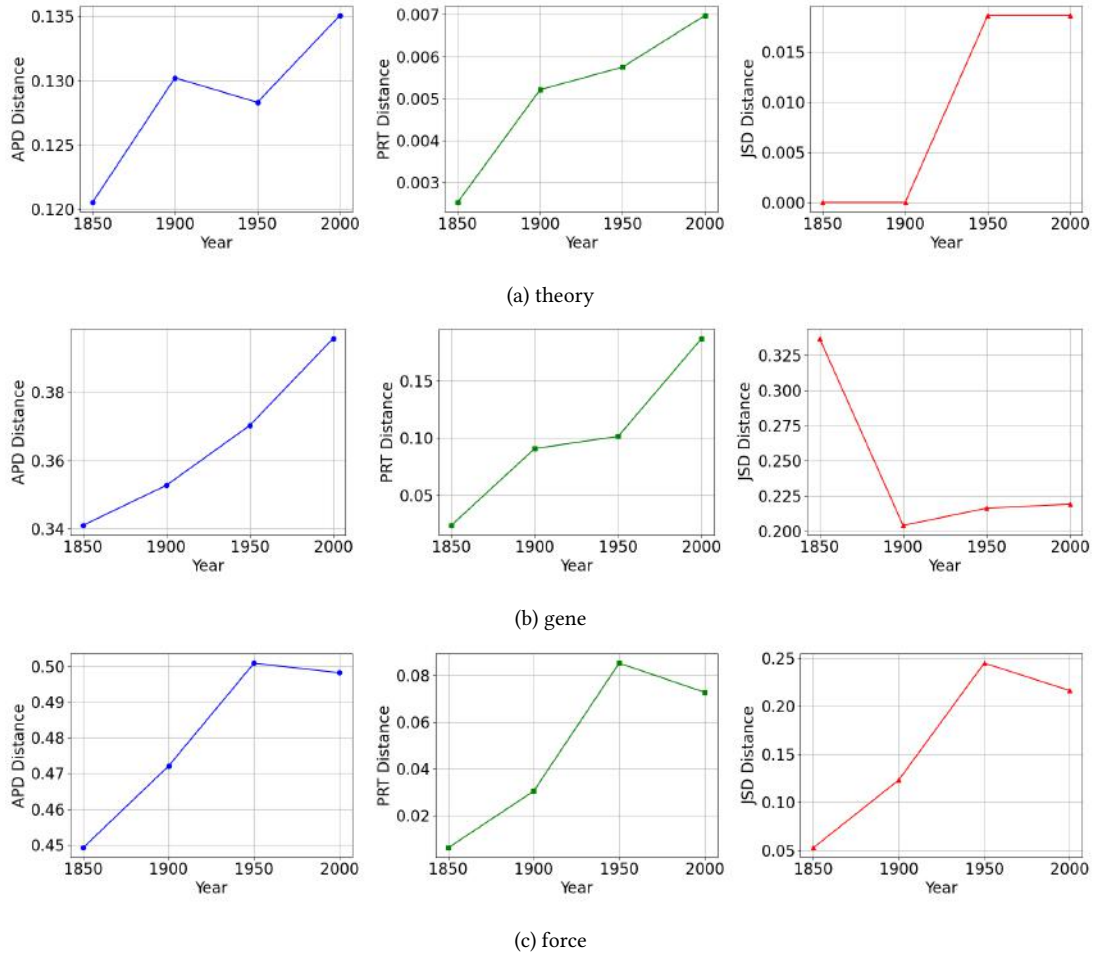 0.135
0.130
0.125
0.120
APD Distance
1850 1900 1950 2000
Year
0.007
0.006
0.005
0.004
0.003
PRT Distance
1850 1900 1950 2000
Year
0.015
0.010
0.005
0.000
JSD Distance
1850 1900 1950 2000
Year
(a) theory
0.38
0.36
0.34
APD Distance
1850 1900 1950 2000
Year
0.15
0.10
0.05
PRT Distance
1850 1900 1950 2000
Year
0.325
0.300
0.275
0.250
0.225
0.200
JSD Distance
1850 1900 1950 2000
Year
(b) gene
0.50
0.49
0.48
0.47
0.46
0.45
APD Distance
1850 1900 1950 2000
Year
0.08
0.06
0.04
0.02
PRT Distance
1850 1900 1950 2000
Year
0.25
0.20
0.15
0.10
0.05
JSD Distance
1850 1900 1950 2000
Year
(c) force